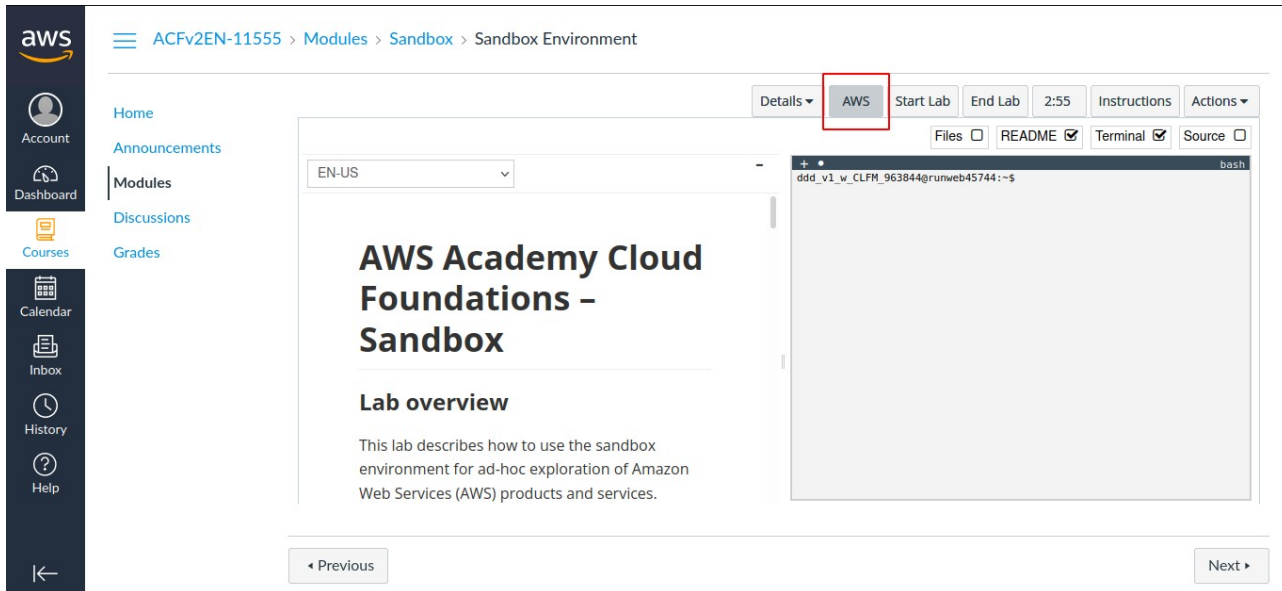 aws
ACFv2EN-11555 > Modules > Sandbox > Sandbox Environment
Account
Dashboard
Courses
Calendar
Inbox
History
Help
Home
Announcements
Modules
Discussions
Grades
Details AWS Start Lab End Lab 2:55 Instructions Actions
Files README Terminal Source
EN-US
AWS Academy Cloud
Foundations –
Sandbox
Lab overview
This lab describes how to use the sandbox
environment for ad-hoc exploration of Amazon
Web Services (AWS) products and services.
bash
ddd_v1_w_CLFM_963844@runweb45744:~$
Previous
Next